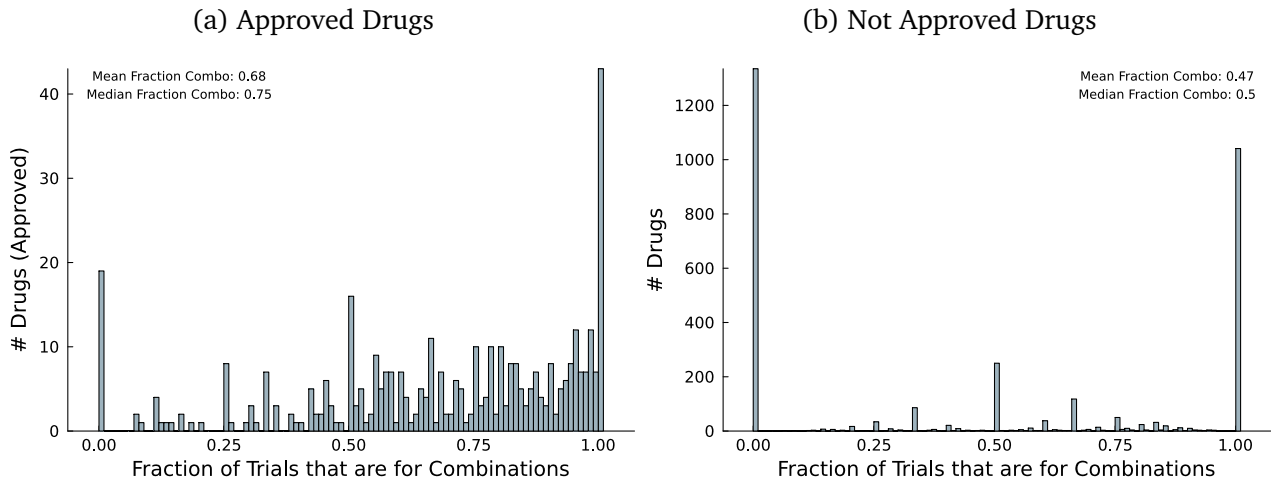 (a) Approved Drugs
Mean Fraction Combo: 0.68
Median Fraction Combo: 0.75
# Drugs (Approved)
40
30
20
10
0
0.00 0.25 0.50 0.75 1.00
Fraction of Trials that are for Combinations
(b) Not Approved Drugs
Mean Fraction Combo: 0.47
Median Fraction Combo: 0.5
# Drugs
1200
1000
800
600
400
200
0
0.00 0.25 0.50 0.75 1.00
Fraction of Trials that are for Combinations